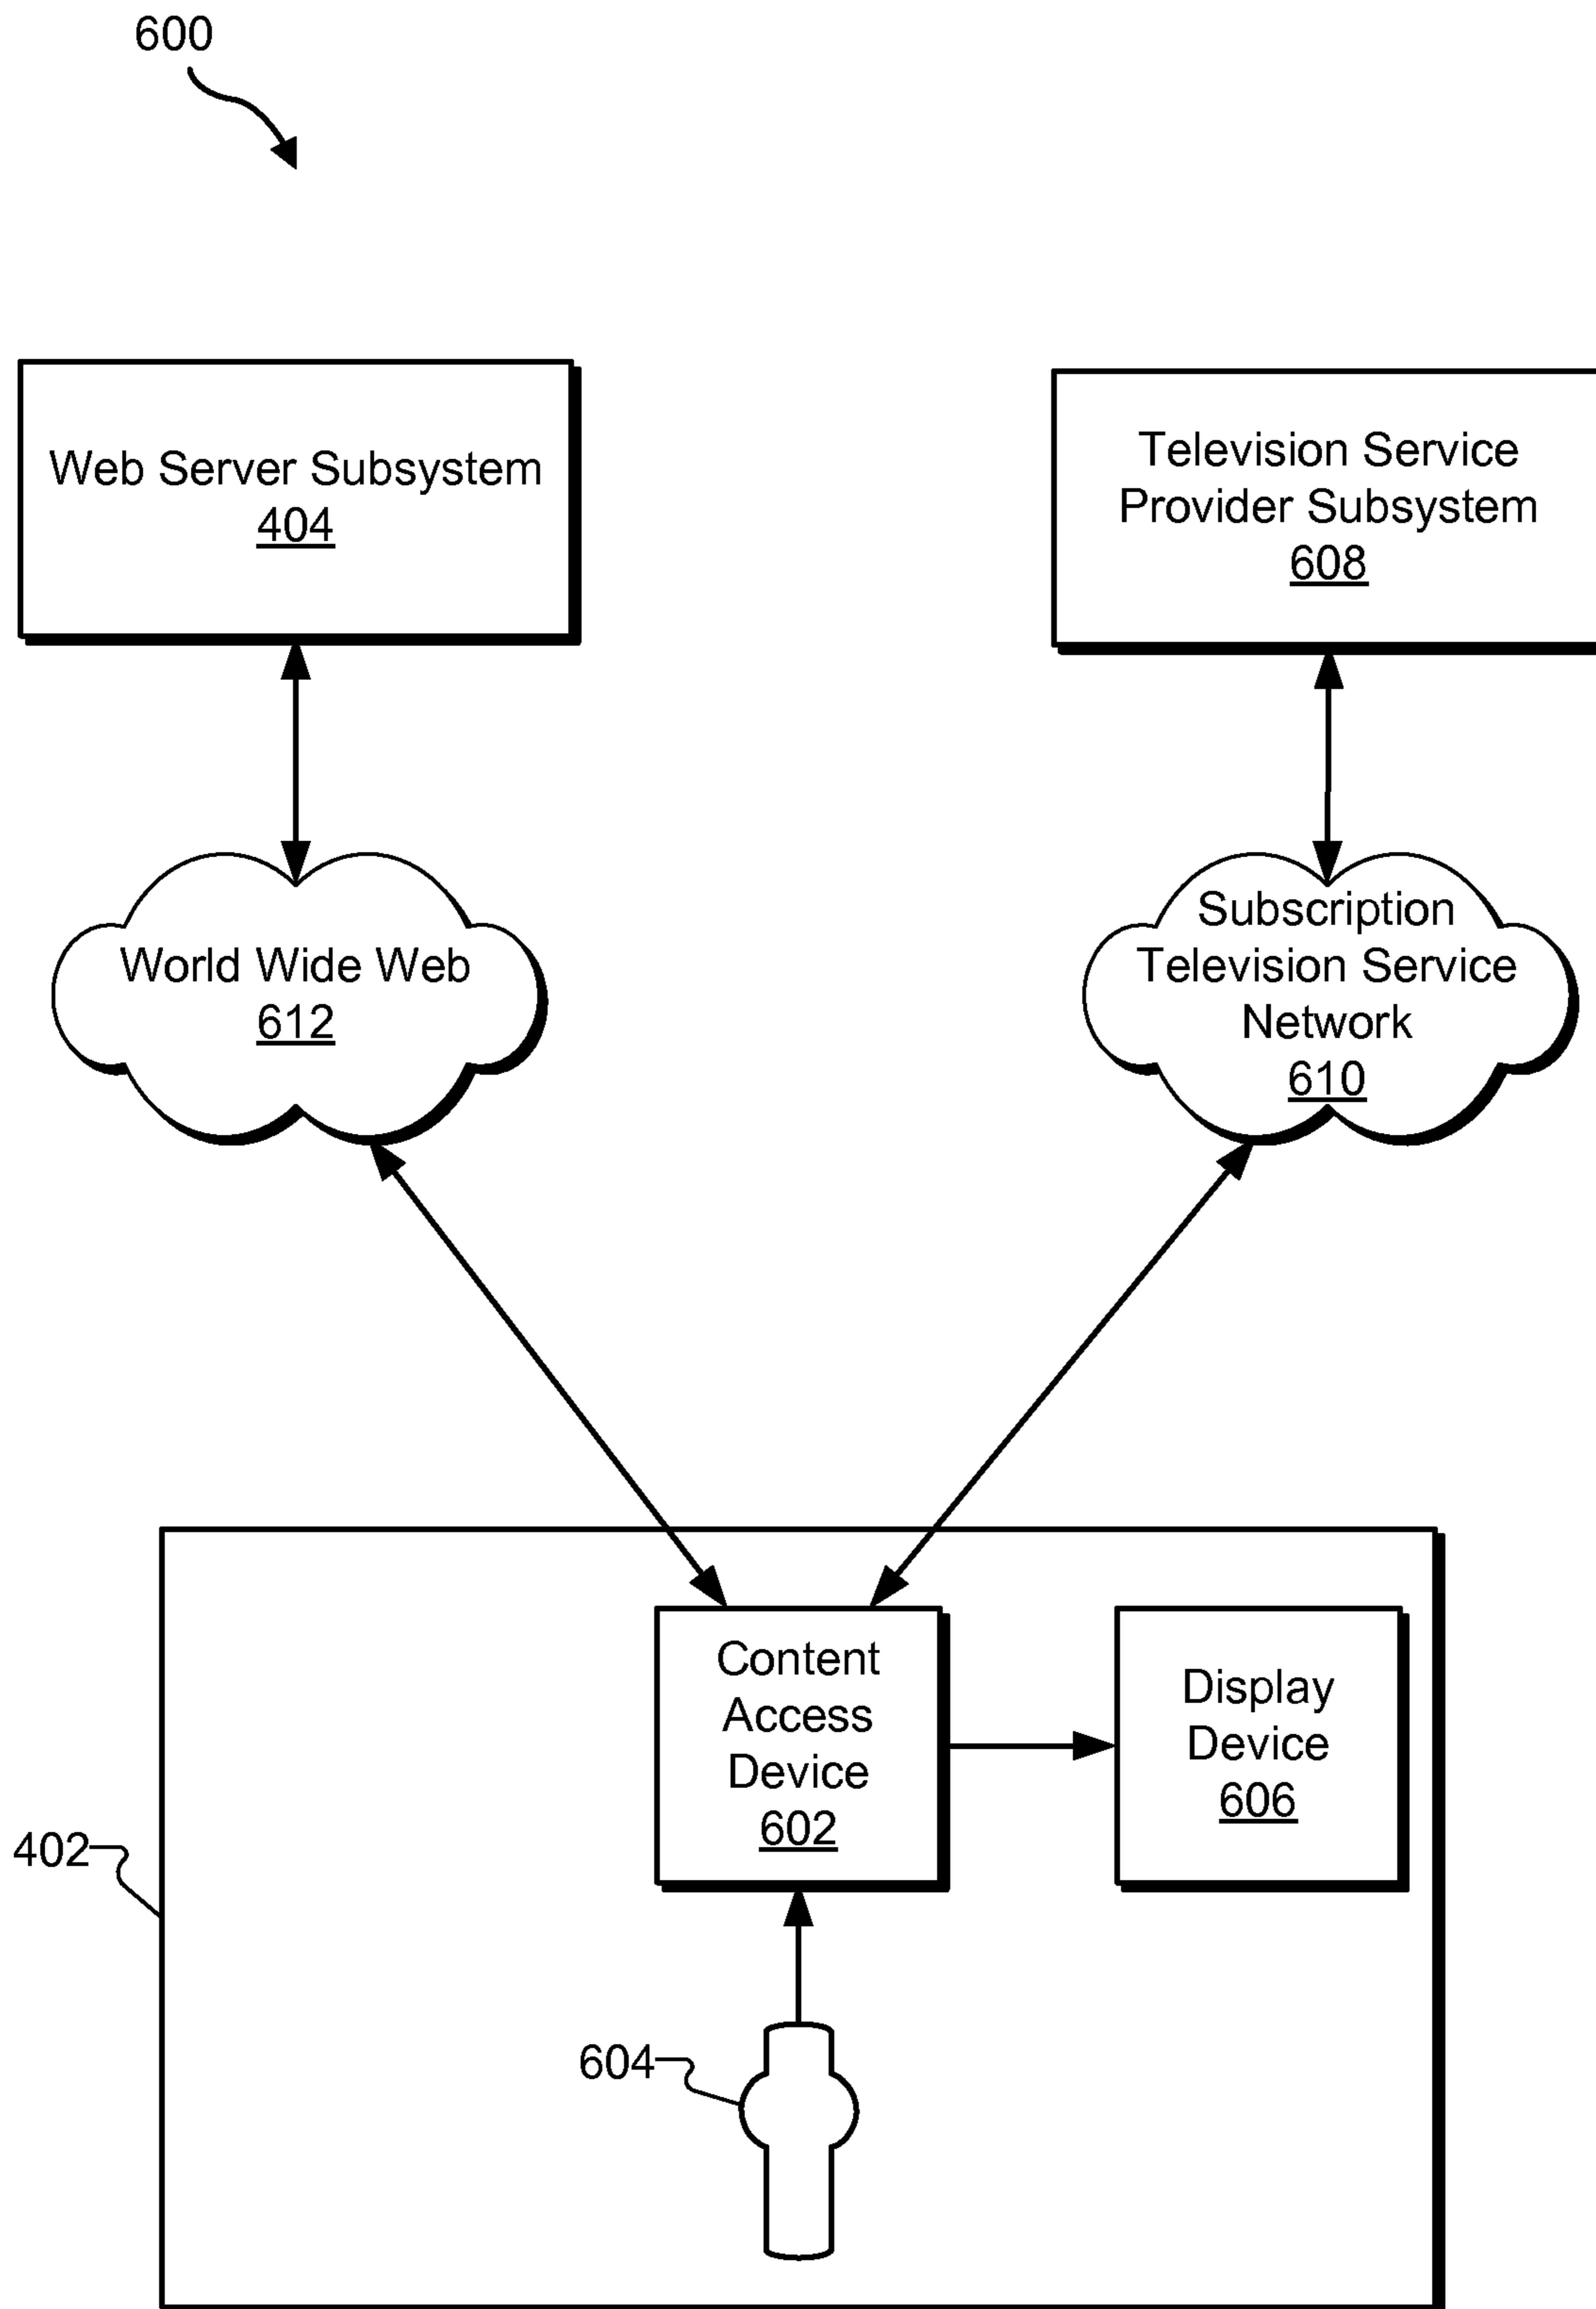 600
Web Server Subsystem
404
Television Service
Provider Subsystem
608
World Wide Web
612
Subscription
Television Service
Network
610
Content
Access
Device
602
Display
Device
606
402
604